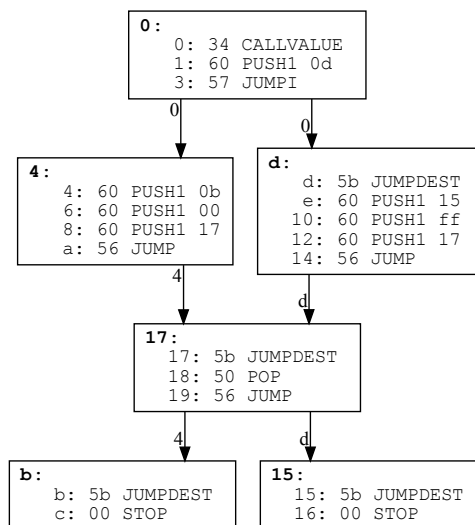 0:
0: 34 CALLVALUE
1: 60 PUSH1 0d
3: 57 JUMPI
0
0
4:
4: 60 PUSH1 0b
6: 60 PUSH1 00
8: 60 PUSH1 17
a: 56 JUMP
d:
d: 5b JUMPDEST
e: 60 PUSH1 15
10: 60 PUSH1 ff
12: 60 PUSH1 17
14: 56 JUMP
4
d
17:
17: 5b JUMPDEST
18: 50 POP
19: 56 JUMP
4
d
b:
b: 5b JUMPDEST
c: 00 STOP
15:
15: 5b JUMPDEST
16: 00 STOP